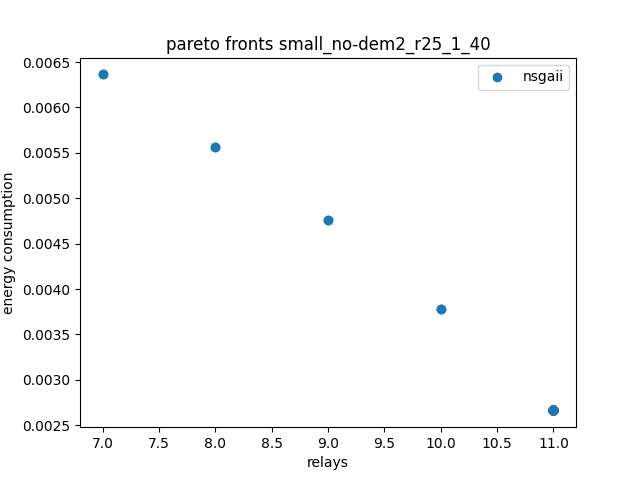 pareto fronts small_no-dem2_r25_1_40
nsgaii
energy consumption
0.0065
0.0060
0.0055
0.0050
0.0045
0.0040
0.0035
0.0030
0.0025
7.0 7.5 8.0 8.5 9.0 9.5 10.0 10.5 11.0
relays